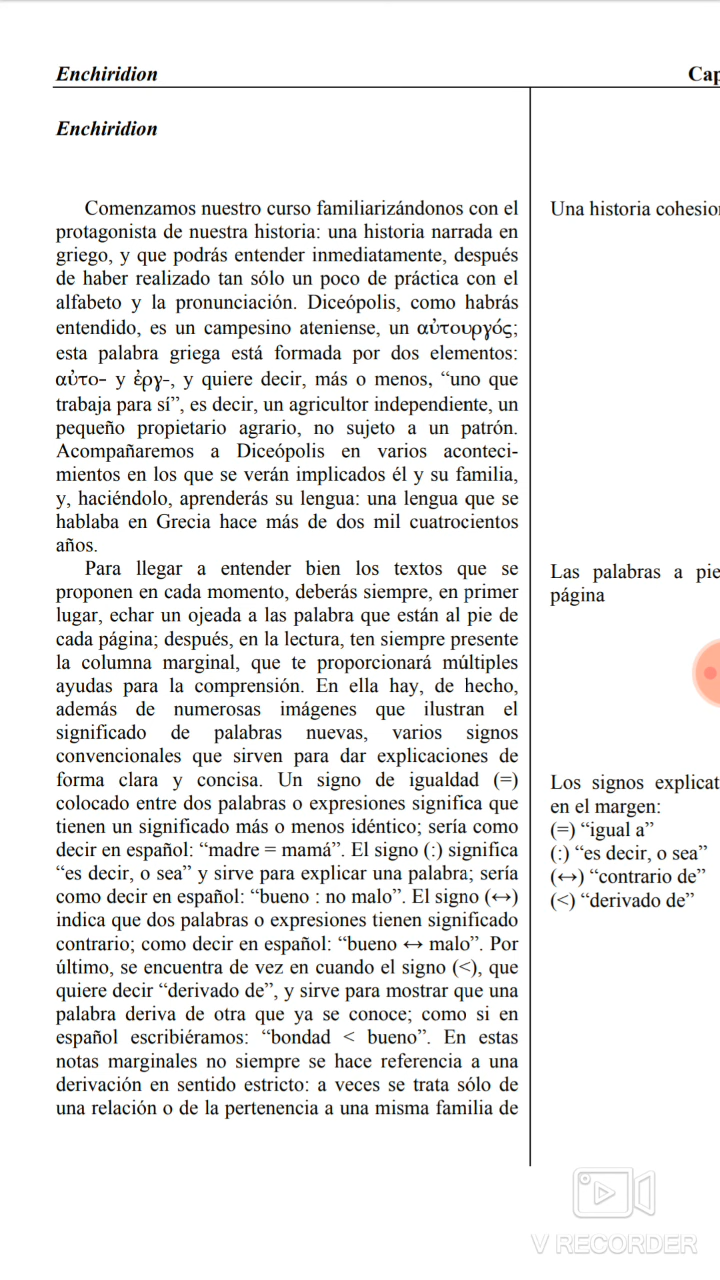 Enchiridion
Cap
Enchiridion
Comenzamos nuestro curso familiarizándonos con el
protagonista de nuestra historia: una historia narrada en
griego, y que podrás entender inmediatamente, después
de haber realizado tan sólo un poco de práctica con el
alfabeto y la pronunciación. Diceópolis, como habrás
entendido, es un campesino ateniense, un αὐτουργός;
esta palabra griega está formada por dos elementos:
αὐτο- y ἐργ-, y quiere decir, más o menos, “uno que
trabaja para sí”, es decir, un agricultor independiente, un
pequeño propietario agrario, no sujeto a un patrón.
Acompañaremos a Diceópolis en varios aconteci-
mientos en los que se verán implicados él y su familia,
y, haciéndolo, aprenderás su lengua: una lengua que se
hablaba en Grecia hace más de dos mil cuatrocientos
años.
Para llegar a entender bien los textos que se
proponen en cada momento, deberás siempre, en primer
lugar, echar un ojeada a las palabra que están al pie de
cada página; después, en la lectura, ten siempre presente
la columna marginal, que te proporcionará múltiples
ayudas para la comprensión. En ella hay, de hecho,
además de numerosas imágenes que ilustran el
significado de palabras nuevas, varios signos
convencionales que sirven para dar explicaciones de
forma clara y concisa. Un signo de igualdad (=)
colocado entre dos palabras o expresiones significa que
tienen un significado más o menos idéntico; sería como
decir en español: “madre = mamá”. El signo (:) significa
“es decir, o sea” y sirve para explicar una palabra; sería
como decir en español: “bueno : no malo”. El signo (↔)
indica que dos palabras o expresiones tienen significado
contrario; como decir en español: “bueno ↔ malo”. Por
último, se encuentra de vez en cuando el signo (<), que
quiere decir “derivado de”, y sirve para mostrar que una
palabra deriva de otra que ya se conoce; como si en
español escribiéramos: “bondad < bueno”. En estas
notas marginales no siempre se hace referencia a una
derivación en sentido estricto: a veces se trata sólo de
una relación o de la pertenencia a una misma familia de
Una historia cohesio
Las palabras a pie
página
Los signos explicat
en el margen:
(=) “igual a”
(:) “es decir, o sea”
(↔) “contrario de”
(<) “derivado de”
V RECORDER